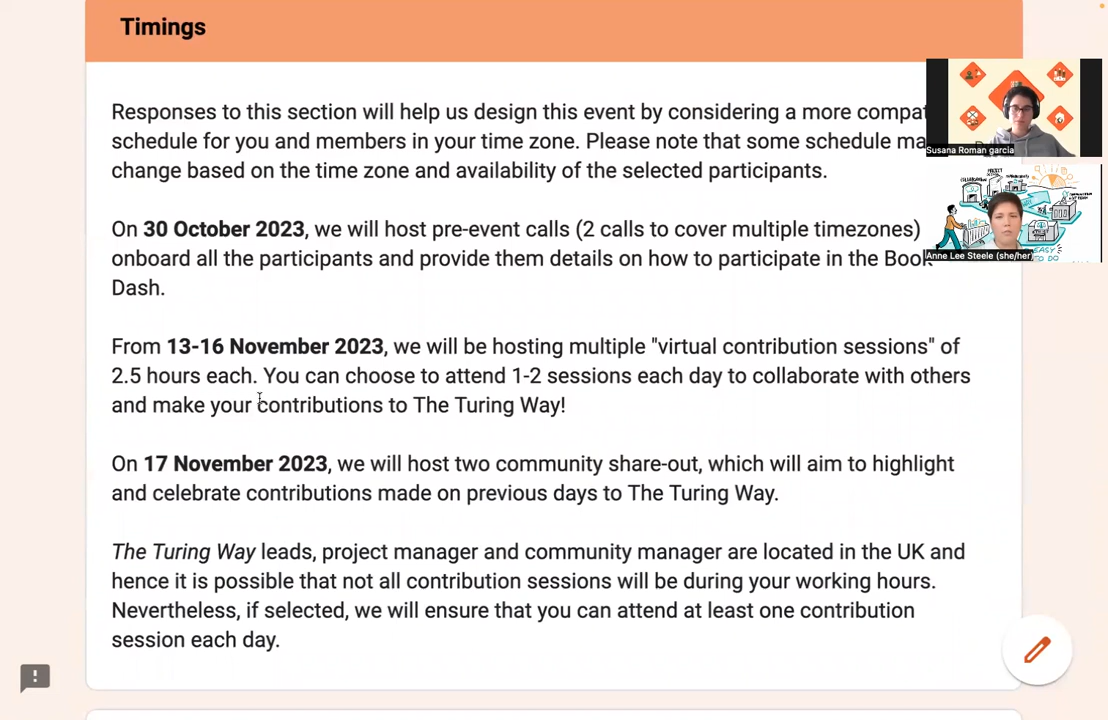 Timings
Responses to this section will help us design this event by considering a more compat
schedule for you and members in your time zone. Please note that some schedule ma
change based on the time zone and availability of the selected participants.
On 30 October 2023, we will host pre-event calls (2 calls to cover multiple timezones)
onboard all the participants and provide them details on how to participate in the Book
Dash.
From 13-16 November 2023, we will be hosting multiple "virtual contribution sessions" of
2.5 hours each. You can choose to attend 1-2 sessions each day to collaborate with others
and make your contributions to The Turing Way!
On 17 November 2023, we will host two community share-out, which will aim to highlight
and celebrate contributions made on previous days to The Turing Way.
The Turing Way leads, project manager and community manager are located in the UK and
hence it is possible that not all contribution sessions will be during your working hours.
Nevertheless, if selected, we will ensure that you can attend at least one contribution
session each day.
Susana Roman garcia
Anne Lee Steele (she/her)
EASY
TO DO